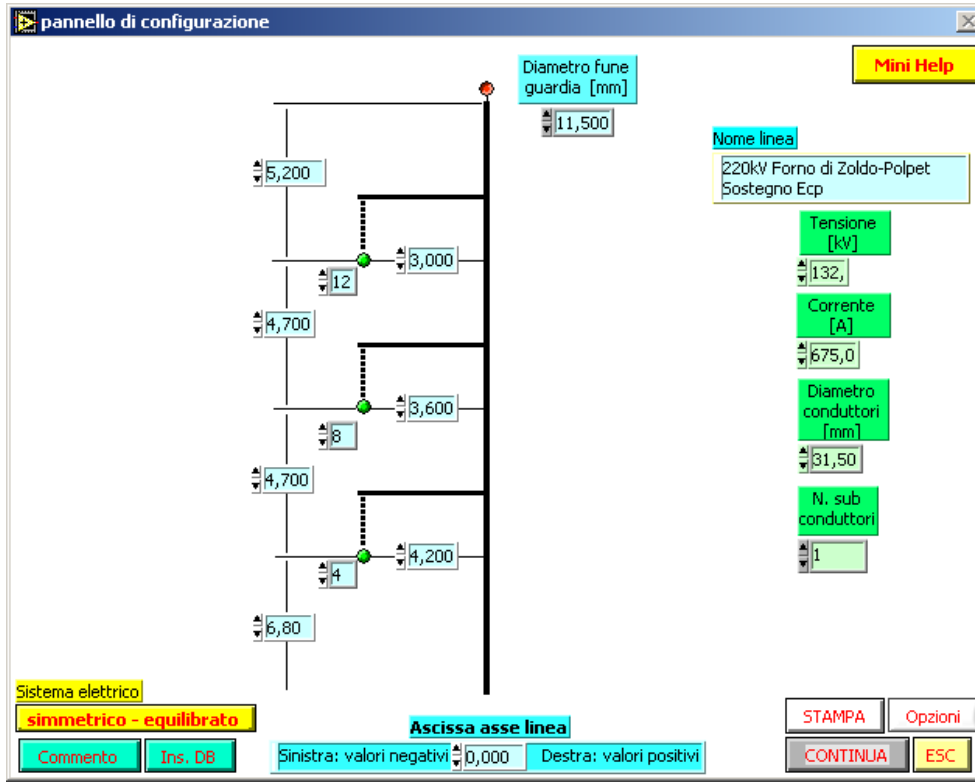 pannello di configurazione
Mini Help
Diametro fune
guardia [mm]
11,500
Nome linea
220kV Forno di Zoldo-Polpet
Sostegno Ecp
5,200
Tensione
[kV]
132,
3,000
12
4,700
Corrente
[A]
675,0
3,600
8
Diametro
conduttori
[mm]
31,50
4,700
N. sub
conduttori
1
4,200
4
6,80
Sistema elettrico
simmetrico - equilibrato
Commento
Ins. DB
Ascissa asse linea
Sinistra: valori negativi 0,000 Destra: valori positivi
STAMPA
Opzioni
CONTINUA
ESC